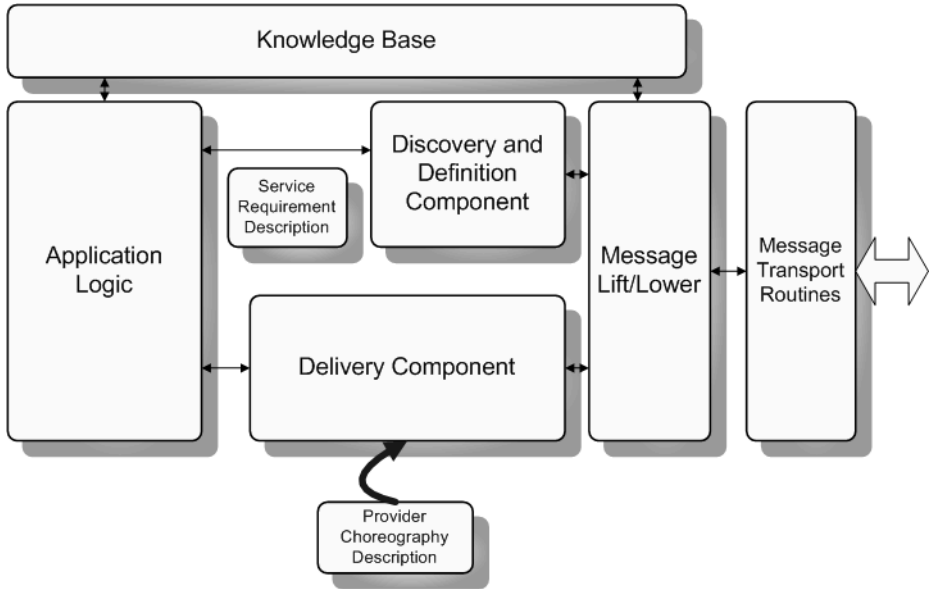 Knowledge Base
Discovery and
Definition
Component
Service
Requirement
Description
Application
Logic
Message
Lift/Lower
Message
Transport
Routines
Delivery Component
Provider
Choreography
Description